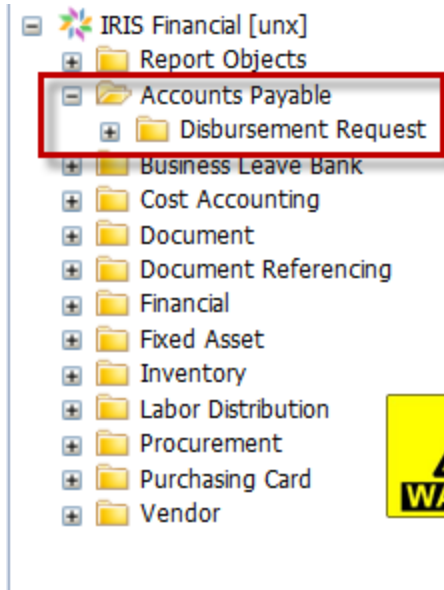 IRIS Financial [unx]
Report Objects
Accounts Payable
Disbursement Request
Business Leave Bank
Cost Accounting
Document
Document Referencing
Financial
Fixed Asset
Inventory
Labor Distribution
Procurement
Purchasing Card
Vendor